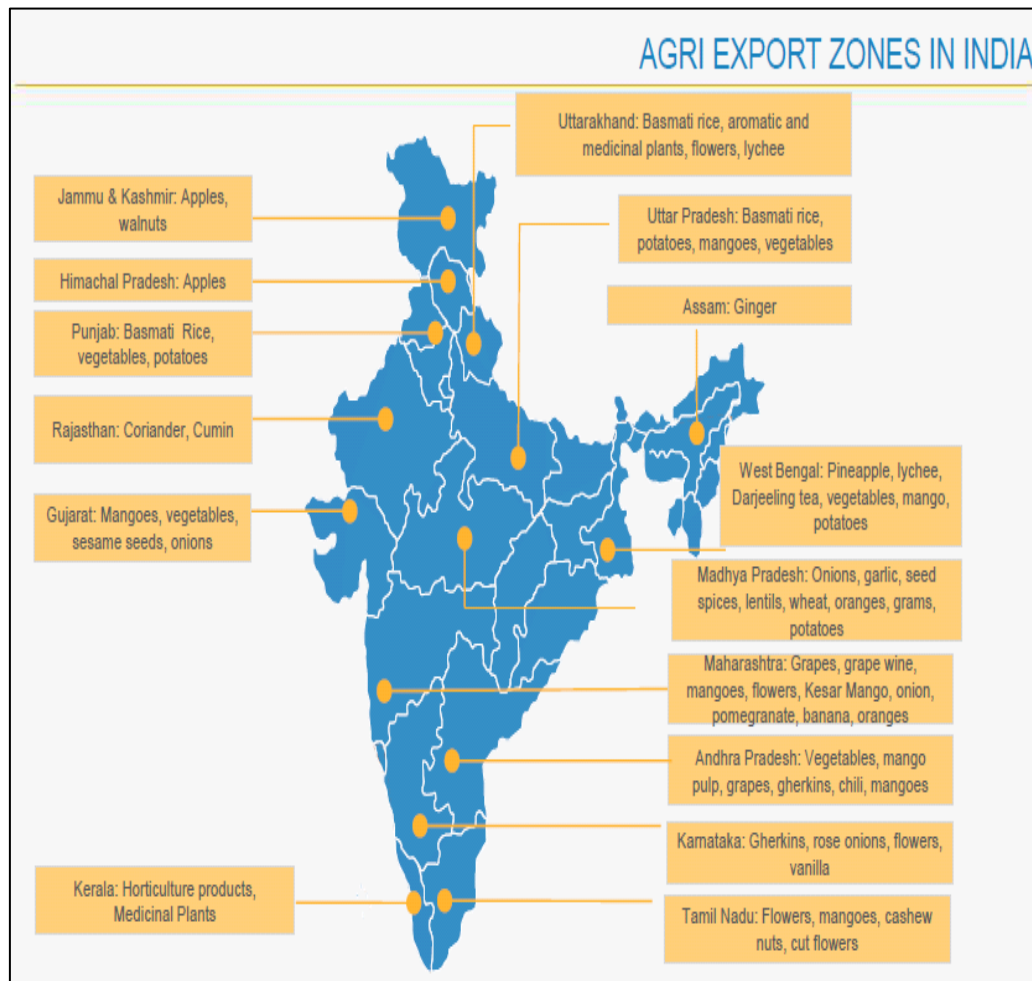 AGRI EXPORT ZONES IN INDIA
Uttarakhand: Basmati rice, aromatic and
medicinal plants, flowers, lychee
Jammu & Kashmir: Apples,
walnuts
Uttar Pradesh: Basmati rice,
potatoes, mangoes, vegetables
Himachal Pradesh: Apples
Assam: Ginger
Punjab: Basmati Rice,
vegetables, potatoes
Rajasthan: Coriander, Cumin
West Bengal: Pineapple, lychee,
Darjeeling tea, vegetables, mango,
potatoes
Gujarat: Mangoes, vegetables,
sesame seeds, onions
Madhya Pradesh: Onions, garlic, seed
spices, lentils, wheat, oranges, grams,
potatoes
Maharashtra: Grapes, grape wine,
mangoes, flowers, Kesar Mango, onion,
pomegranate, banana, oranges
Andhra Pradesh: Vegetables, mango
pulp, grapes, gherkins, chili, mangoes
Karnataka: Gherkins, rose onions, flowers,
vanilla
Kerala: Horticulture products,
Medicinal Plants
Tamil Nadu: Flowers, mangoes, cashew
nuts, cut flowers